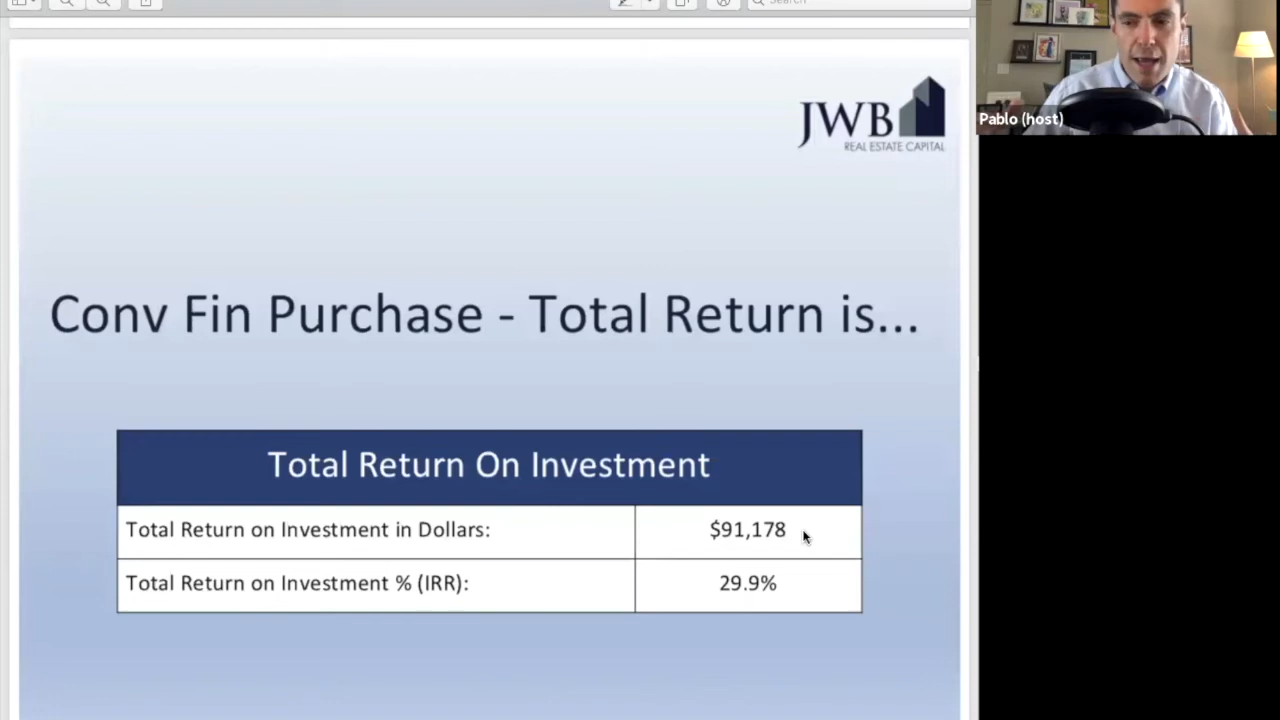 Search
Pablo (host)
JWB
REAL ESTATE CAPITAL
Conv Fin Purchase - Total Return is...
Total Return On Investment
Total Return on Investment in Dollars: $91,178
Total Return on Investment % (IRR): 29.9%